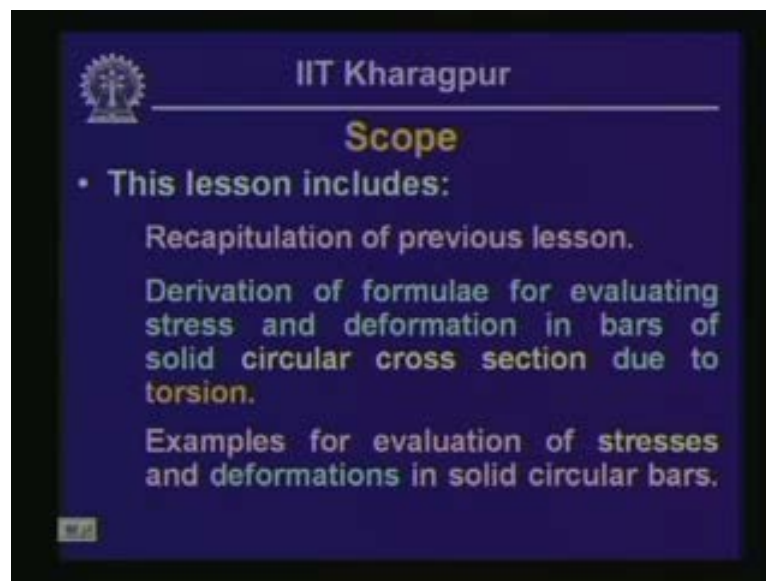 IIT Kharagpur
Scope
• This lesson includes:
Recapitulation of previous lesson.
Derivation of formulae for evaluating
stress and deformation in bars of
solid circular cross section due to
torsion.
Examples for evaluation of stresses
and deformations in solid circular bars.